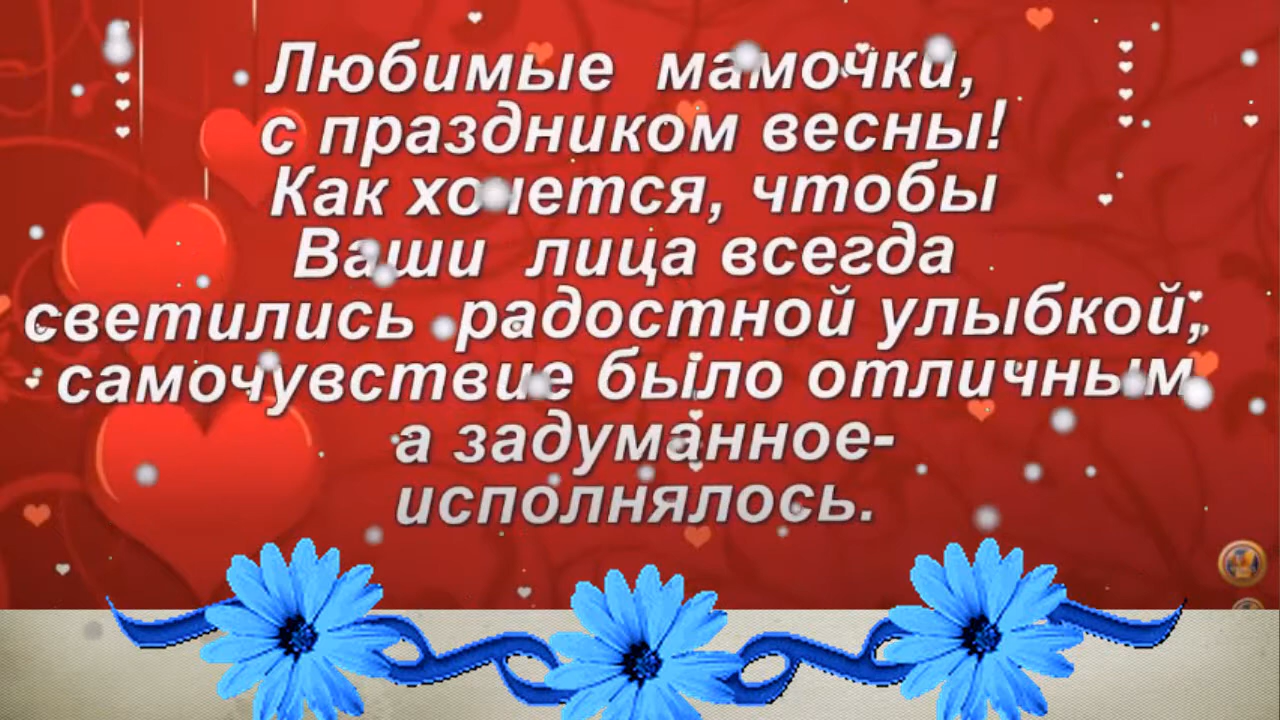 Любимые мамочки,
с праздником весны!
Как хочется, чтобы
Ваши лица всегда
светились радостной улыбкой,
самочувствие было отличным
а задуманное-
исполнялось.